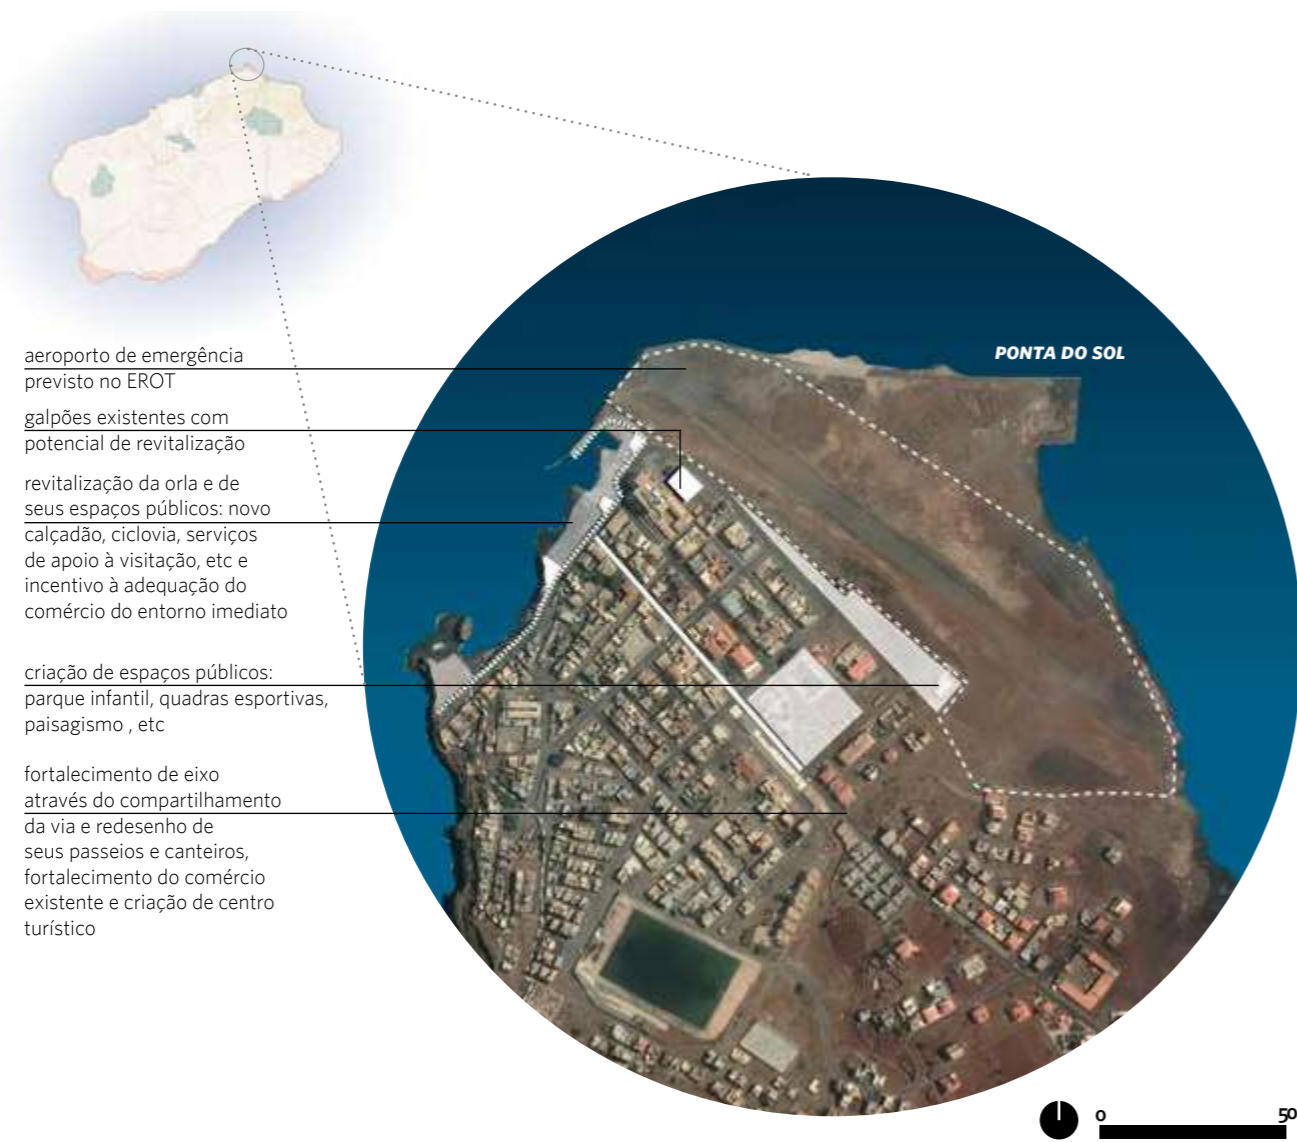 aeroporto de emergência
previsto no EROT
galpões existentes com
potencial de revitalização
revitalização da orla e de
seus espaços públicos: novo
calçadão, ciclovia, serviços
de apoio à visitação, etc e
incentivo à adequação do
comércio do entorno imediato
criação de espaços públicos:
parque infantil, quadras esportivas,
paisagismo , etc
fortalecimento de eixo
através do compartilhamento
da via e redesenho de
seus passeios e canteiros,
fortalecimento do comércio
existente e criação de centro
turístico
PONTA DO SOL
0 50